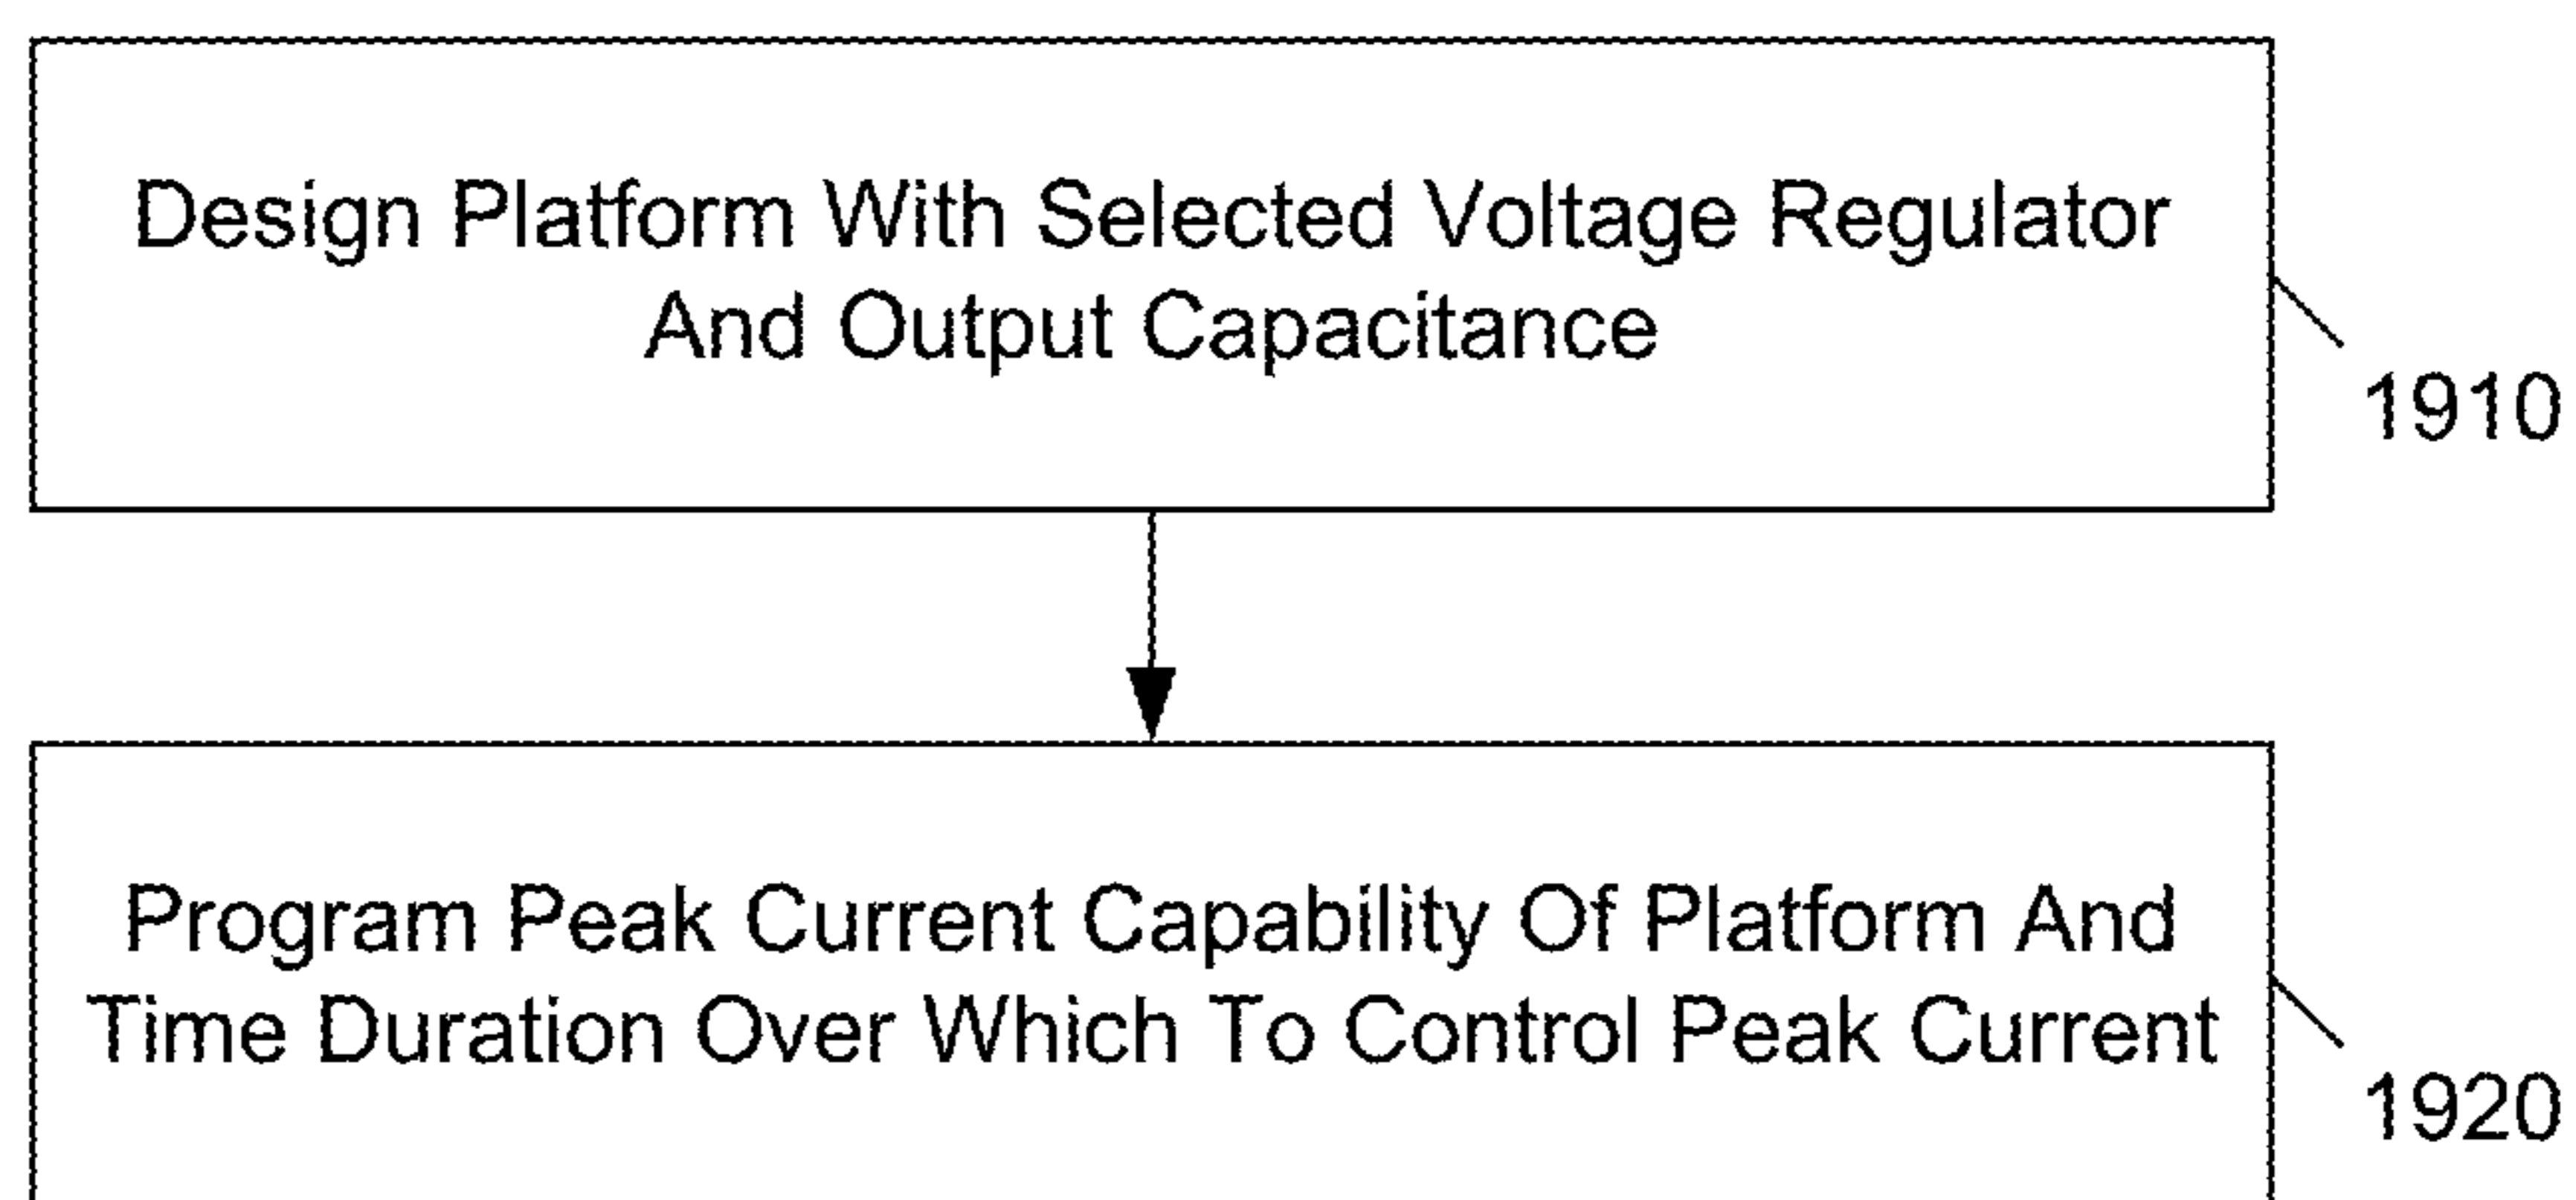 Design Platform With Selected Voltage Regulator
And Output Capacitance
1910
Program Peak Current Capability Of Platform And
Time Duration Over Which To Control Peak Current
1920